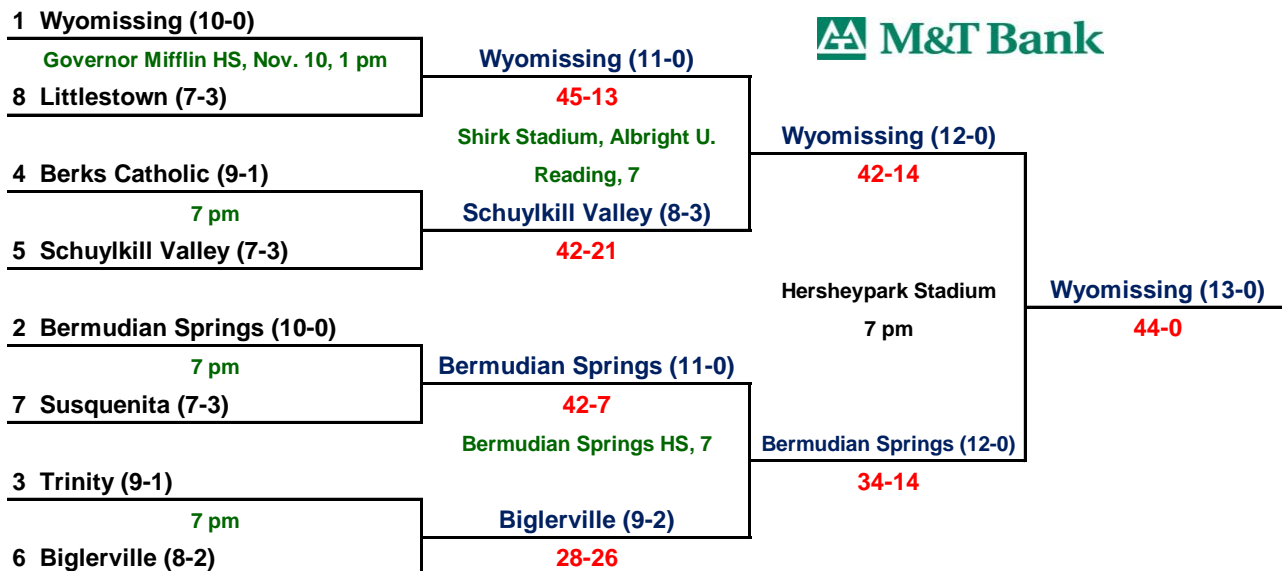 1 Wyomissing (10-0)
Governor Mifflin HS, Nov. 10, 1 pm
8 Littlestown (7-3)
4 Berks Catholic (9-1)
7 pm
5 Schuylkill Valley (7-3)
2 Bermudian Springs (10-0)
7 pm
7 Susquenita (7-3)
3 Trinity (9-1)
7 pm
6 Biglerville (8-2)
Wyomissing (11-0)
45-13
Shirk Stadium, Albright U.
Reading, 7
Schuylkill Valley (8-3)
42-21
Bermudian Springs (11-0)
42-7
Bermudian Springs HS, 7
Biglerville (9-2)
28-26
M&T Bank
Wyomissing (12-0)
42-14
Hersheypark Stadium
7 pm
Bermudian Springs (12-0)
34-14
Wyomissing (13-0)
44-0